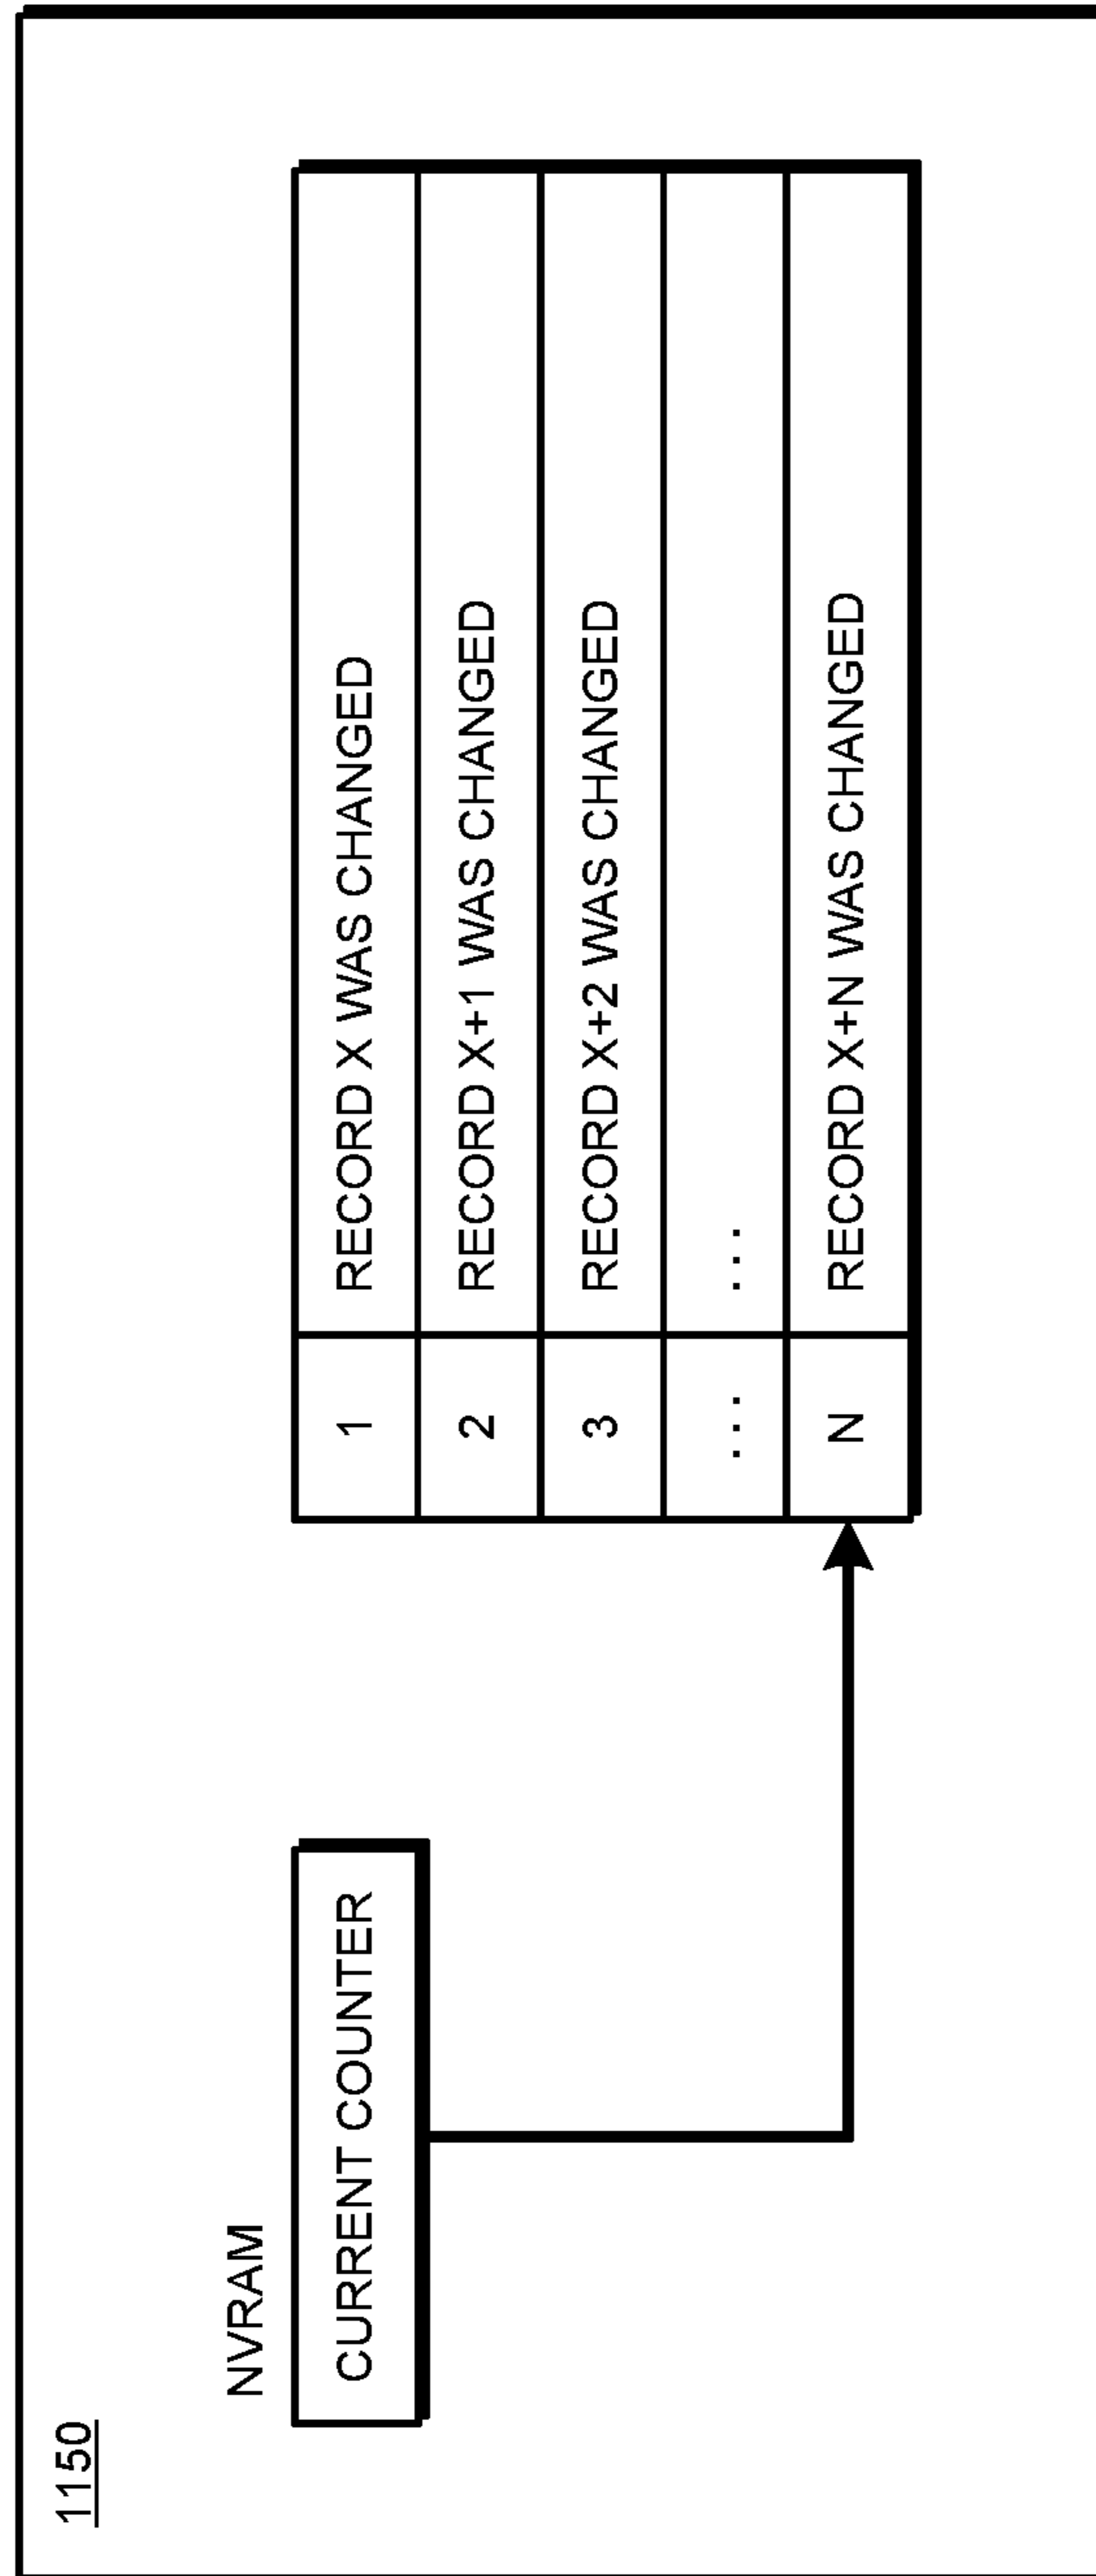 1150
NVRAM
CURRENT COUNTER
1 RECORD X WAS CHANGED
2 RECORD X+1 WAS CHANGED
3 RECORD X+2 WAS CHANGED
... ...
N RECORD X+N WAS CHANGED